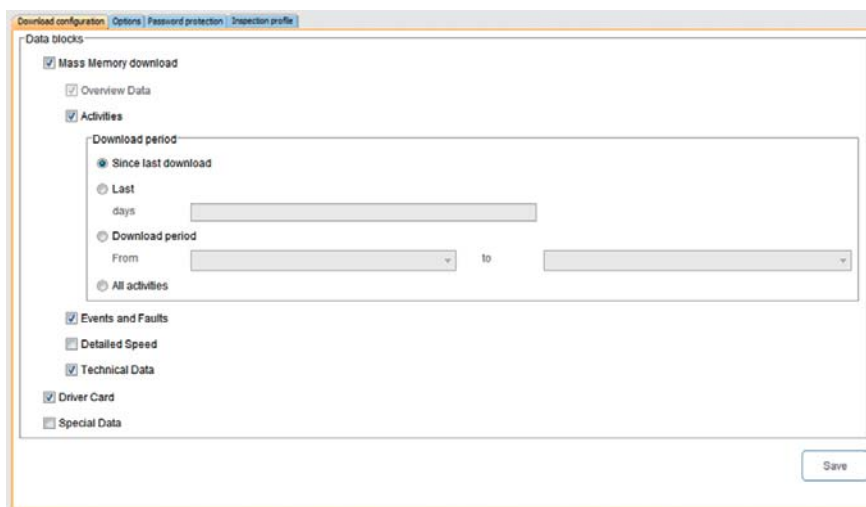 Download configuration Options Password protection Inspection profile
Data blocks
Mass Memory download
Overview Data
Activities
Download period
Since last download
Last
days
Download period
From to
All activities
Events and Faults
Detailed Speed
Technical Data
Driver Card
Special Data
Save